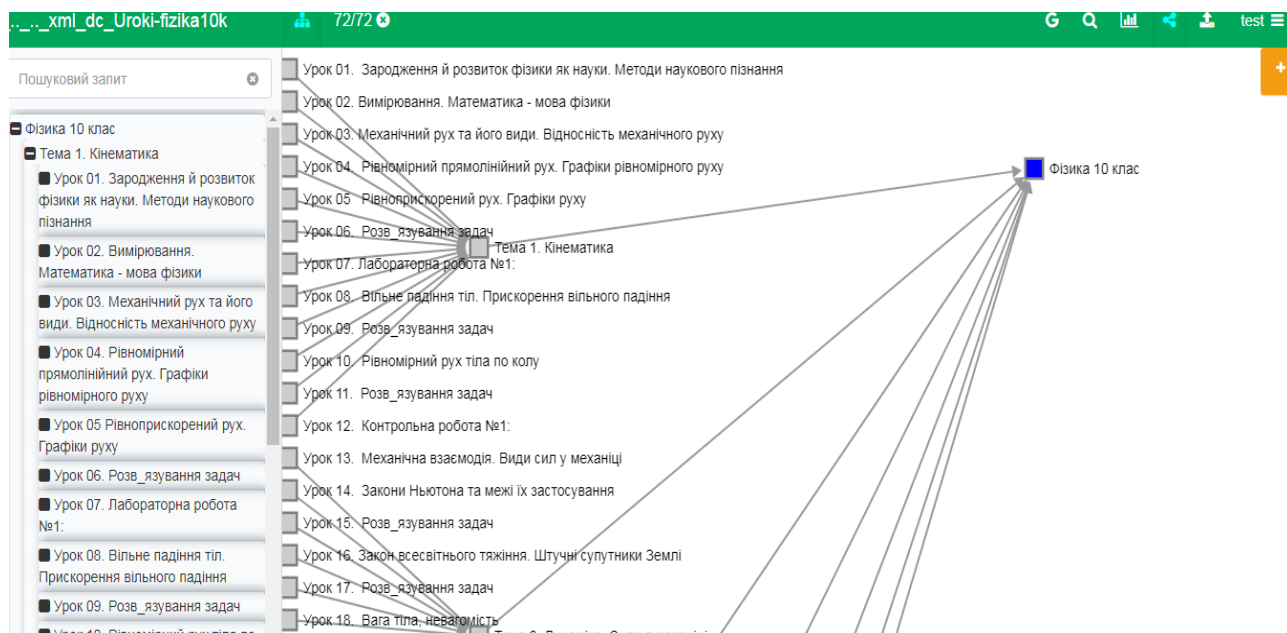 _.._.._xml_dc_Uroki-fizika10k
72/72
test
Пошуковий запит
Фізика 10 клас
Тема 1. Кінематика
Урок 01. Зародження й розвиток
фізики як науки. Методи наукового
пізнання
Урок 02. Вимірювання.
Математика - мова фізики
Урок 03. Механічний рух та його
види. Відносність механічного руху
Урок 04. Рівномірний
прямолінійний рух. Графіки
рівномірного руху
Урок 05 Рівноприскорений рух.
Графіки руху
Урок 06. Розв_язування задач
Урок 07. Лабораторна робота
№1:
Урок 08. Вільне падіння тіл.
Прискорення вільного падіння
Урок 09. Розв_язування задач
Урок 01. Зародження й розвиток фізики як науки. Методи наукового пізнання
Урок 02. Вимірювання. Математика - мова фізики
Урок 03. Механічний рух та його види. Відносність механічного руху
Урок 04. Рівномірний прямолінійний рух. Графіки рівномірного руху
Урок 05 Рівноприскорений рух. Графіки руху
Урок 06. Розв_язування задач
Тема 1. Кінематика
Урок 07. Лабораторна робота №1:
Урок 08. Вільне падіння тіл. Прискорення вільного падіння
Урок 09. Розв_язування задач
Урок 10. Рівномірний рух тіла по колу
Урок 11. Розв_язування задач
Урок 12. Контрольна робота №1:
Урок 13. Механічна взаємодія. Види сил у механіці
Урок 14. Закони Ньютона та межі їх застосування
Урок 15. Розв_язування задач
Урок 16. Закон всесвітнього тяжіння. Штучні супутники Землі
Урок 17. Розв_язування задач
Урок 18. Вага тіла, невагомість
Фізика 10 клас